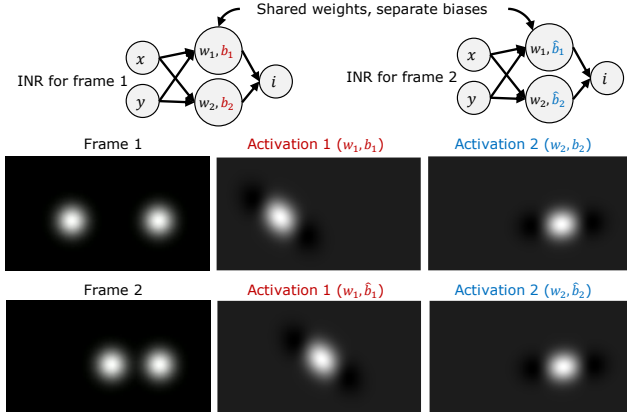 Shared weights, separate biases
x
y
w₁, b₁
w₂, b₂
i
INR for frame 1
x
y
w₁, b̂₁
w₂, b̂₂
i
INR for frame 2
Frame 1
Activation 1 (w₁, b₁)
Activation 2 (w₂, b₂)
Frame 2
Activation 1 (w₁, b̂₁)
Activation 2 (w₂, b̂₂)